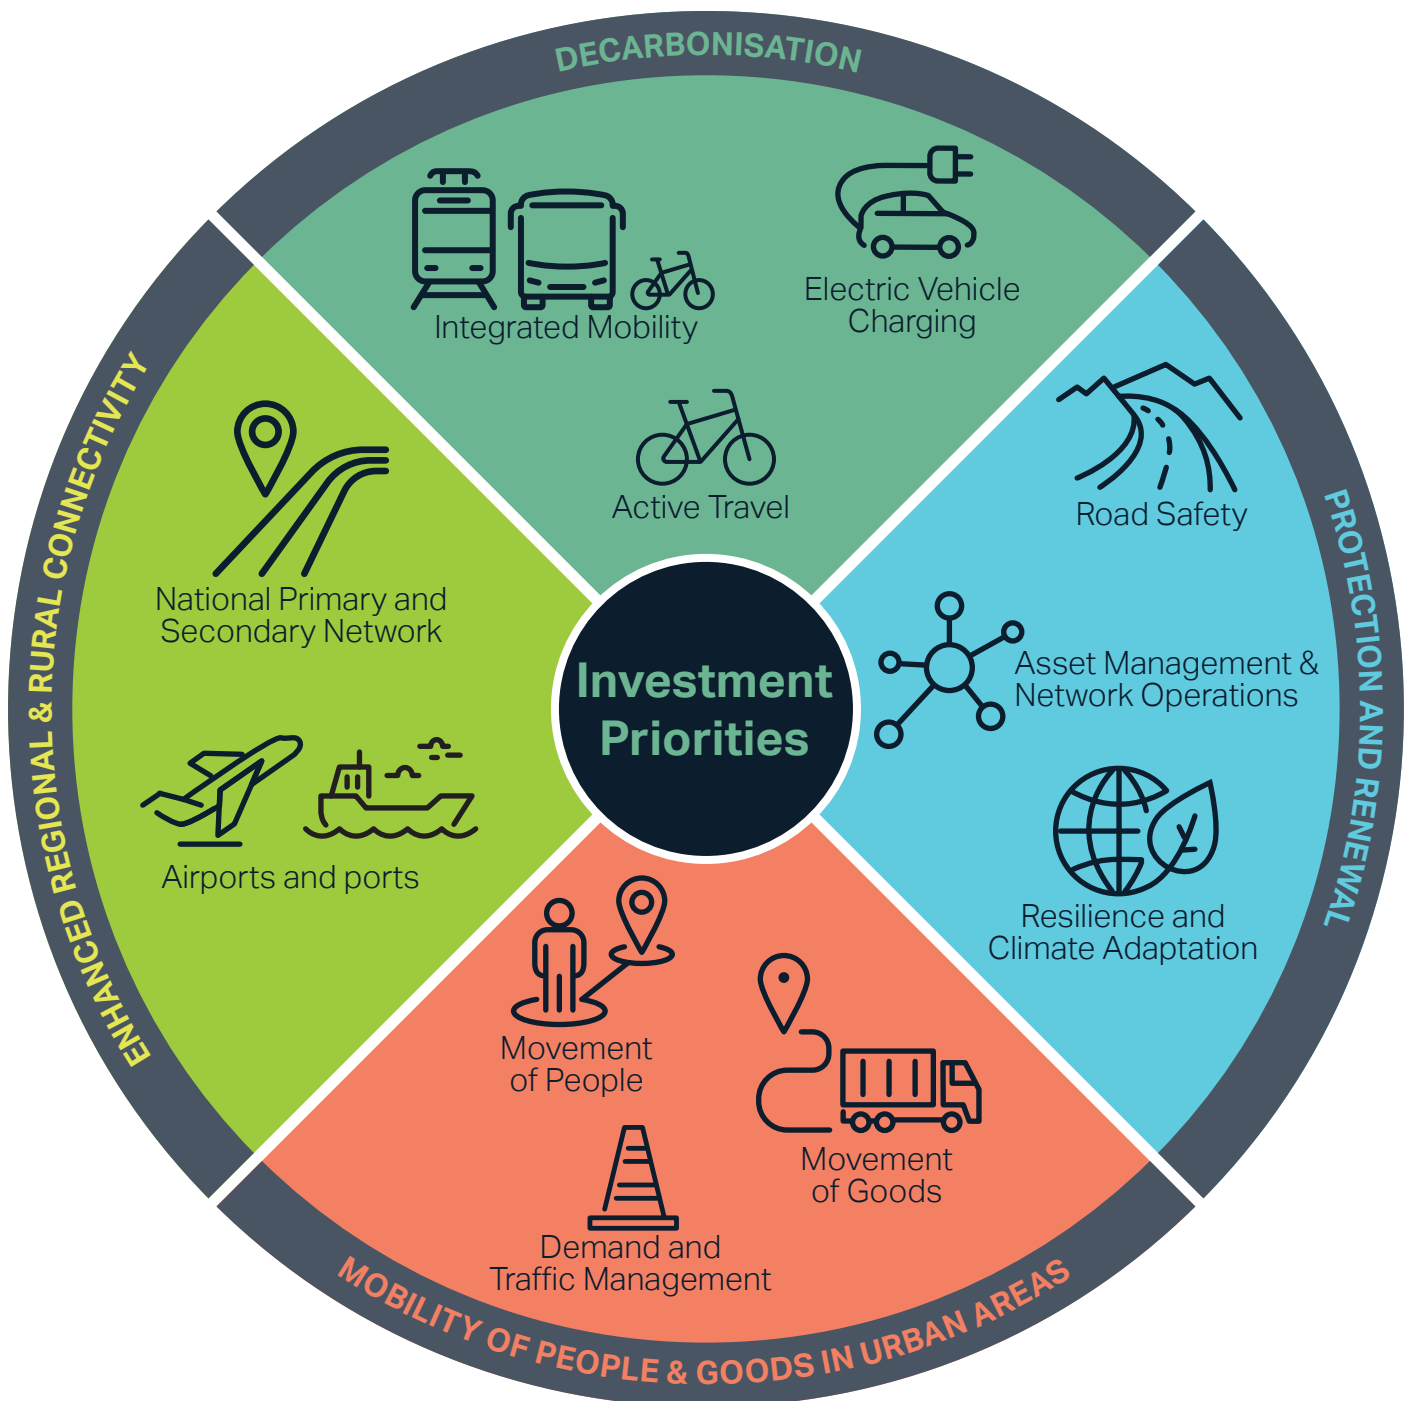 DECARBONISATION
Integrated Mobility
Electric Vehicle
Charging
Active Travel
PROTECTION AND RENEWAL
Road Safety
Asset Management &
Network Operations
Resilience and
Climate Adaptation
MOBILITY OF PEOPLE & GOODS IN URBAN AREAS
Movement
of People
Movement
of Goods
Demand and
Traffic Management
ENHANCED REGIONAL & RURAL CONNECTIVITY
National Primary and
Secondary Network
Airports and ports
Investment
Priorities